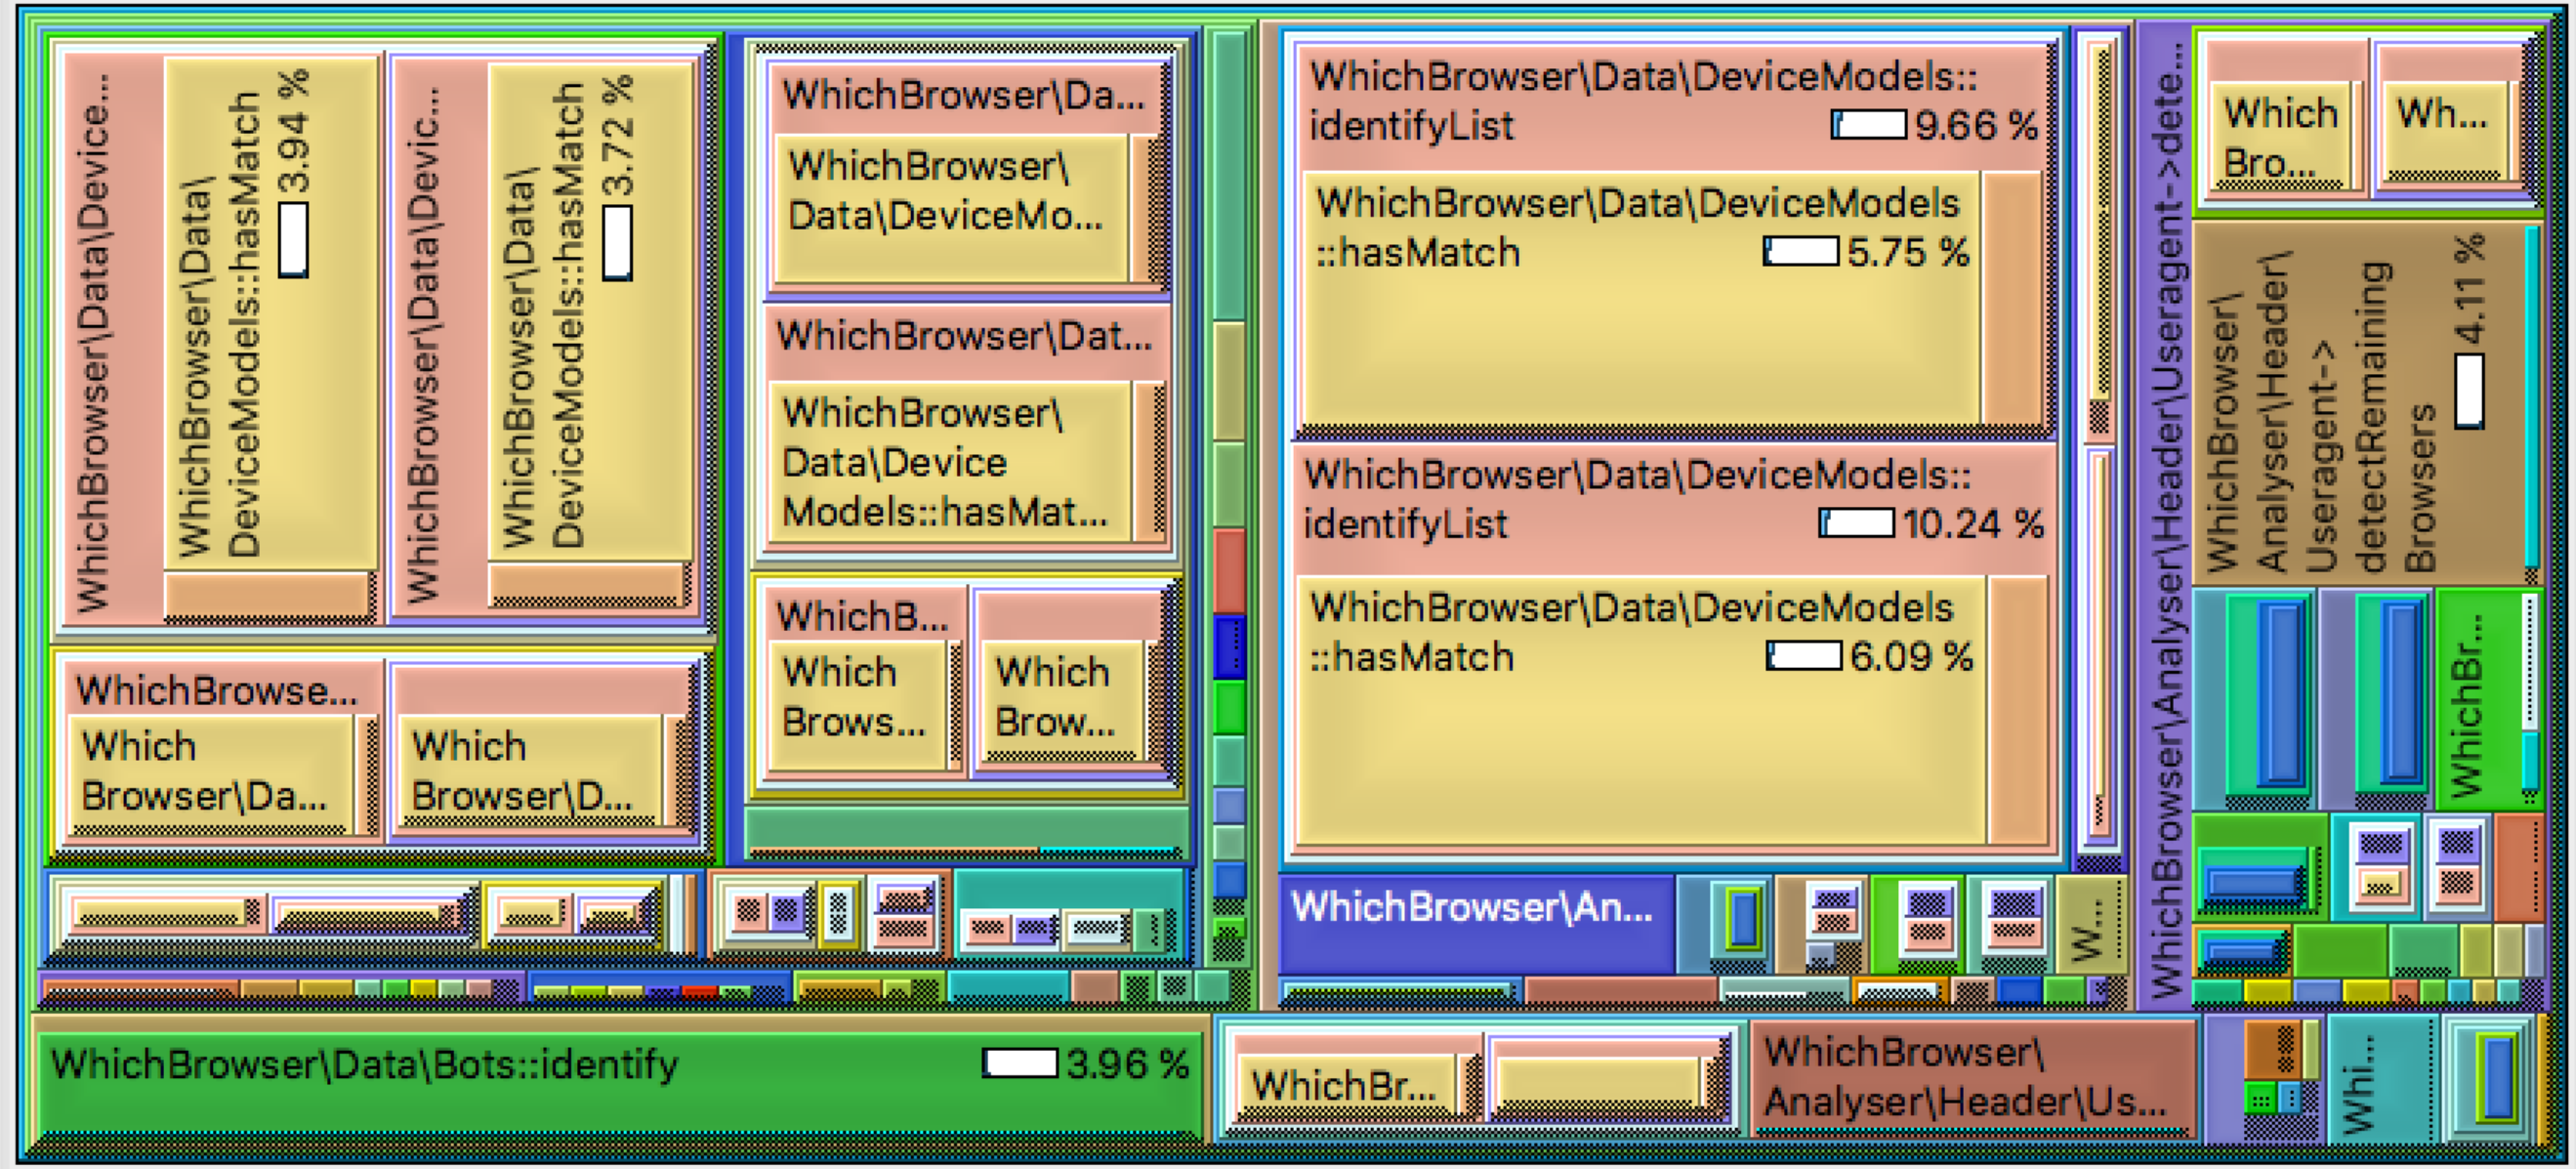 WhichBrowser\Data\Device...
WhichBrowser\Data\
DeviceModels::hasMatch
3.94 %
WhichBrowser\Data\Devic...
WhichBrowser\Data\
DeviceModels::hasMatch
3.72 %
WhichBrowse...
Which
Browser\Da...
Which
Browser\D...
WhichBrowser\Da...
WhichBrowser\
Data\DeviceMo...
WhichBrowser\Dat...
WhichBrowser\
Data\Device
Models::hasMat...
WhichB...
Which
Brows...
Which
Brow...
WhichBrowser\Data\DeviceModels::
identifyList 9.66 %
WhichBrowser\Data\DeviceModels
::hasMatch 5.75 %
WhichBrowser\Data\DeviceModels::
identifyList 10.24 %
WhichBrowser\Data\DeviceModels
::hasMatch 6.09 %
WhichBrowser\An...
W...
WhichBrowser\Analyser\Header\Useragent->dete...
Which
Bro...
Wh...
WhichBrowser\
Analyser\Header\
Useragent->
detectRemaining
Browsers
4.11 %
WhichBr...
WhichBrowser\Data\Bots::identify 3.96 %
WhichBr...
WhichBrowser\
Analyser\Header\Us...
Whi...